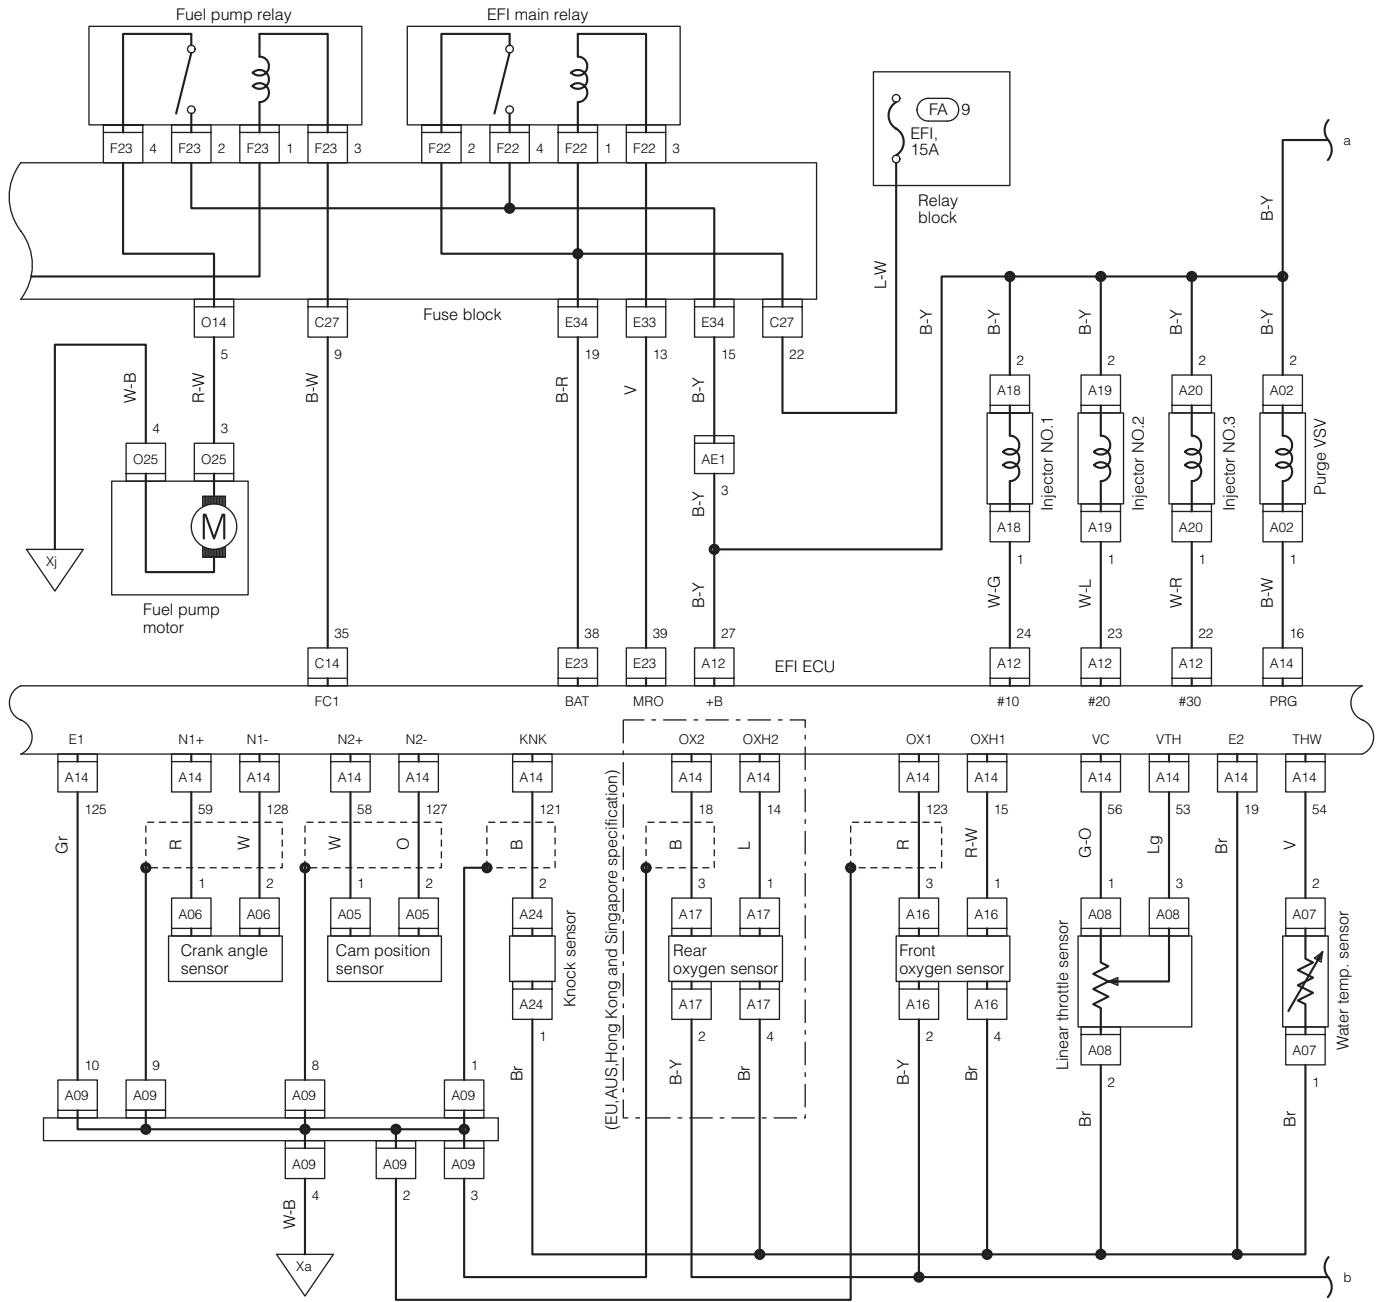 Fuel pump relay
EFI main relay
FA 9
EFI,
15A
a
F23 4 F23 2 F23 1 F23 3
F22 2 F22 4 F22 1 F22 3
Relay
block
B-Y
L-W
Fuse block
O14
C27
E34
E33
E34
C27
B-Y
B-Y
B-Y
B-Y
B-Y
5
9
19
13
15
22
2
2
2
2
W-B
R-W
B-W
B-R
V
B-Y
A18
A19
A20
A02
4
3
O25
O25
AE1
3
Injector NO.1
Injector NO.2
Injector NO.3
Purge VSV
M
B-Y
A18
A19
A20
A02
1
1
1
1
Xj
W-G
W-L
W-R
B-W
B-Y
Fuel pump
motor
35
38
39
27
24
23
22
16
C14
E23
E23
A12
EFI ECU
A12
A12
A12
A14
FC1
BAT
MRO
+B
#10
#20
#30
PRG
E1
N1+
N1-
N2+
N2-
KNK
OX2
OXH2
OX1
OXH1
VC
VTH
E2
THW
A14
A14
A14
A14
A14
A14
A14
A14
A14
A14
A14
A14
A14
A14
125
59
128
58
127
121
18
14
123
15
56
53
19
54
Gr
R
W
W
O
B
B
L
R
R-W
G-O
Lg
Br
V
(EU,AUS,Hong Kong and Singapore specification)
1
2
1
2
2
3
1
3
1
1
3
2
A06
A06
A05
A05
A24
A17
A17
A16
A16
A08
A08
A07
Crank angle
sensor
Cam position
sensor
Knock sensor
Rear
oxygen sensor
Front
oxygen sensor
Linear throttle sensor
Water temp. sensor
A24
A17
A17
A16
A16
A08
A07
1
2
4
2
4
2
1
Br
B-Y
Br
B-Y
Br
Br
Br
10
9
8
1
A09
A09
A09
A09
A09
A09
A09
4
2
3
W-B
Xa
b